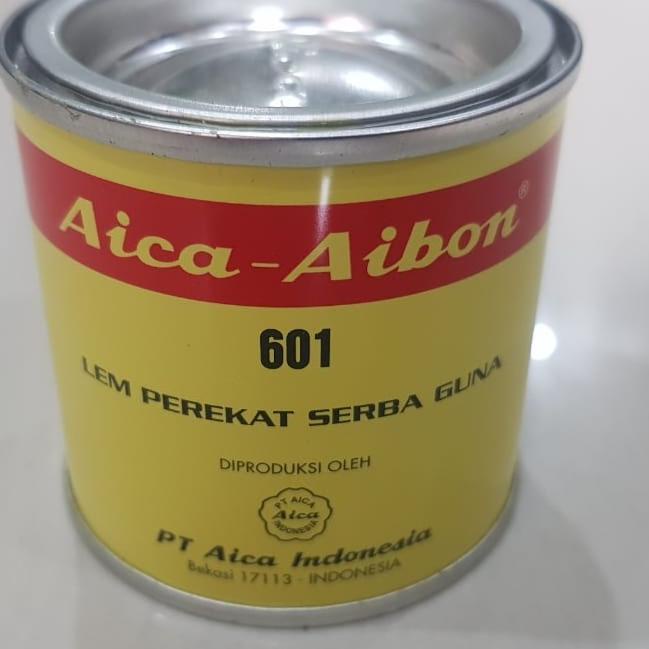 Aica-Aibon®
601
LEM PEREKAT SERBA GUNA
DIPRODUKSI OLEH
PT AICA
Aica
INDONESIA
PT Aica Indonesia
Bekasi 17113 - INDONESIA